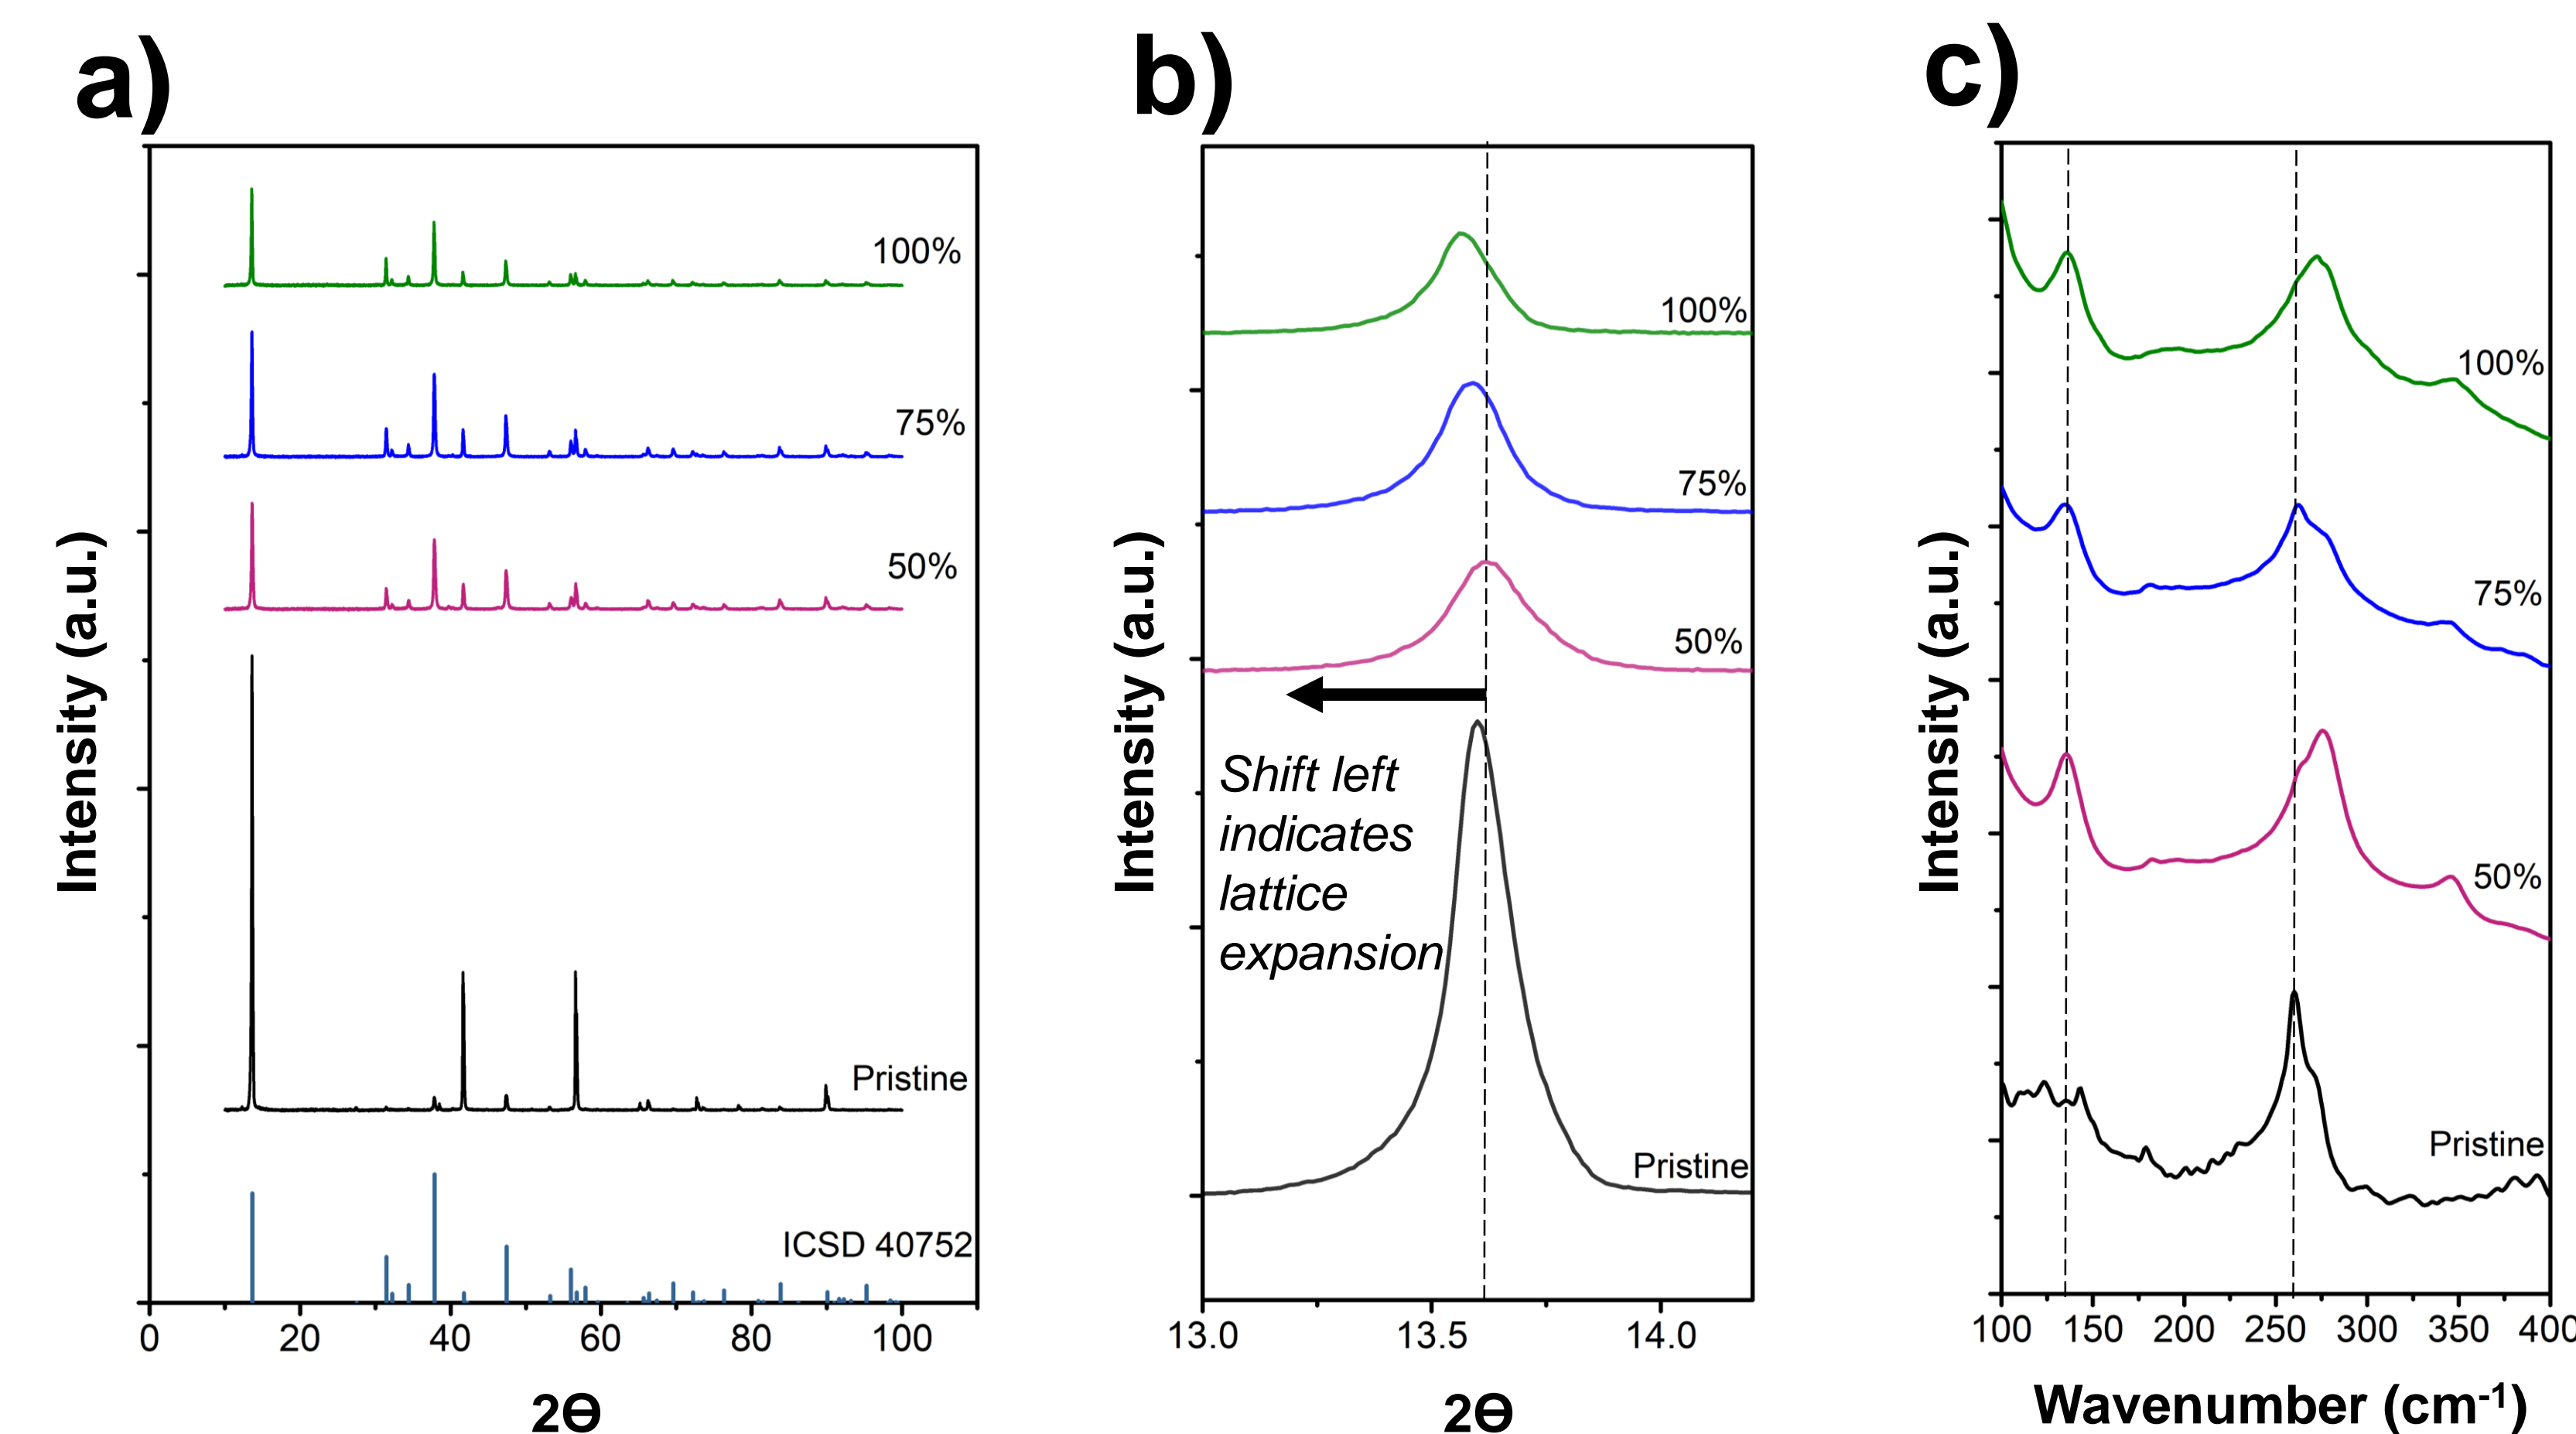 a)
Intensity (a.u.)
100%
75%
50%
Pristine
ICSD 40752
0 20 40 60 80 100
2Θ
b)
Intensity (a.u.)
100%
75%
50%
Shift left
indicates
lattice
expansion
Pristine
13.0 13.5 14.0
2Θ
c)
Intensity (a.u.)
100%
75%
50%
Pristine
100 150 200 250 300 350 400
Wavenumber (cm-1)